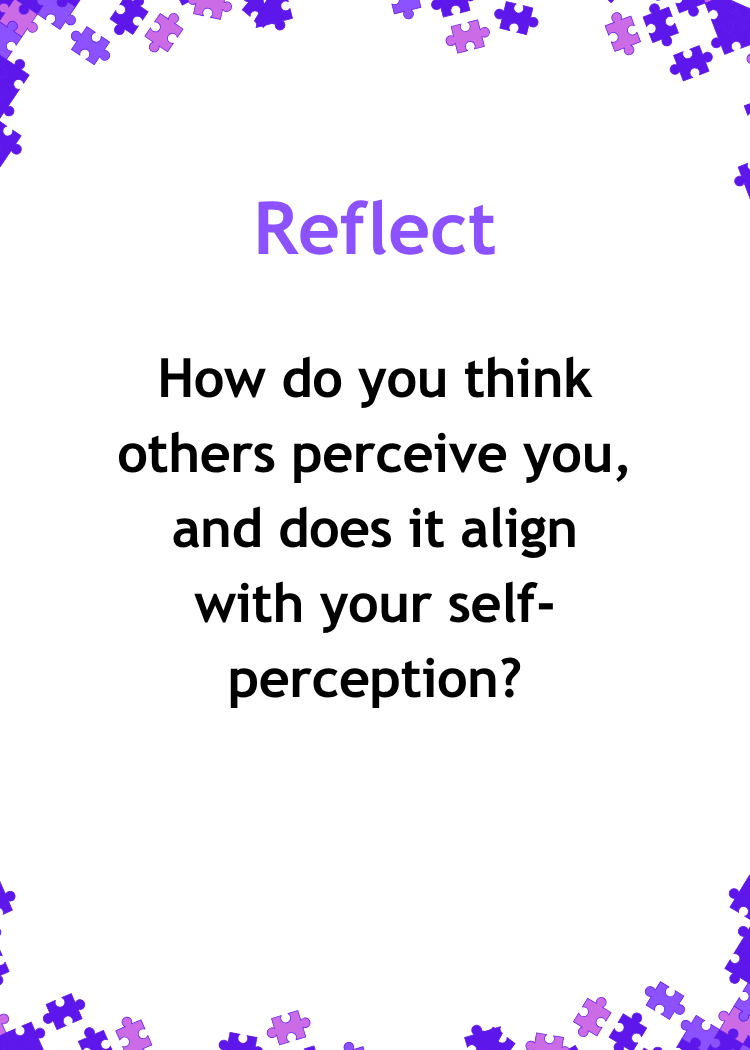 Reflect
How do you think
others perceive you,
and does it align
with your self-
perception?